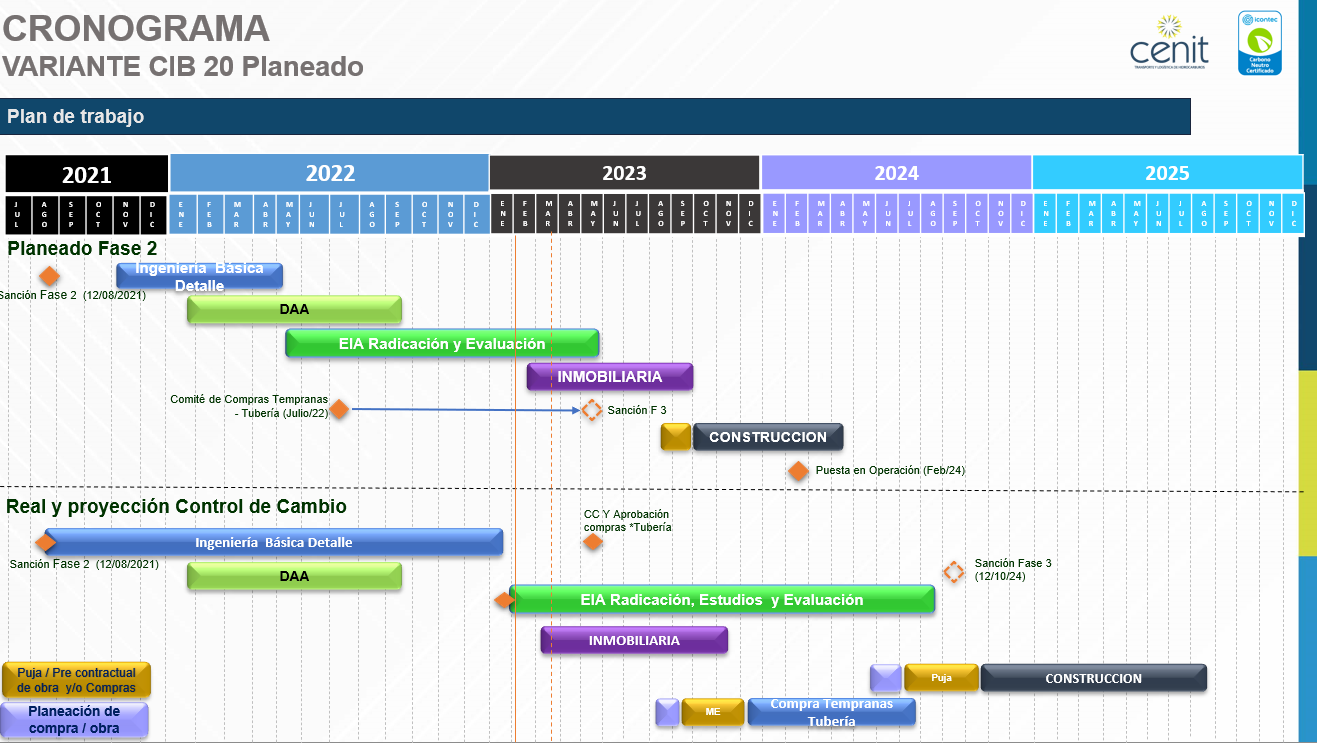 CRONOGRAMA
VARIANTE CIB 20 Planeado
cenit
TRANSPORTE Y LOGÍSTICA DE HIDROCARBUROS
icontec
Carbono
Neutro
Certificado
Plan de trabajo
2021 2022 2023 2024 2025
JUL AGO SEP OCT NOV DIC ENE FEB MAR ABR MAY JUN JUL AGO SEP OCT NOV DIC ENE FEB MAR ABR MAY JUN JUL AGO SEP OCT NOV DIC ENE FEB MAR ABR MAY JUN JUL AGO SEP OCT NOV DIC ENE FEB MAR ABR MAY JUN JUL AGO SEP OCT NOV DIC
Planeado Fase 2
Ingeniería Básica
Detalle
Sanción Fase 2 (12/08/2021)
DAA
EIA Radicación y Evaluación
INMOBILIARIA
Comité de Compras Tempranas
- Tubería (Julio/22)
Sanción F 3
CONSTRUCCION
Puesta en Operación (Feb/24)
Real y proyección Control de Cambio
CC Y Aprobación
compras *Tubería
Ingeniería Básica Detalle
Sanción Fase 2 (12/08/2021)
DAA
Sanción Fase 3
(12/10/24)
EIA Radicación, Estudios y Evaluación
INMOBILIARIA
Puja / Pre contractual
de obra y/o Compras
Puja
CONSTRUCCION
Planeación de
compra / obra
ME
Compra Tempranas
Tubería